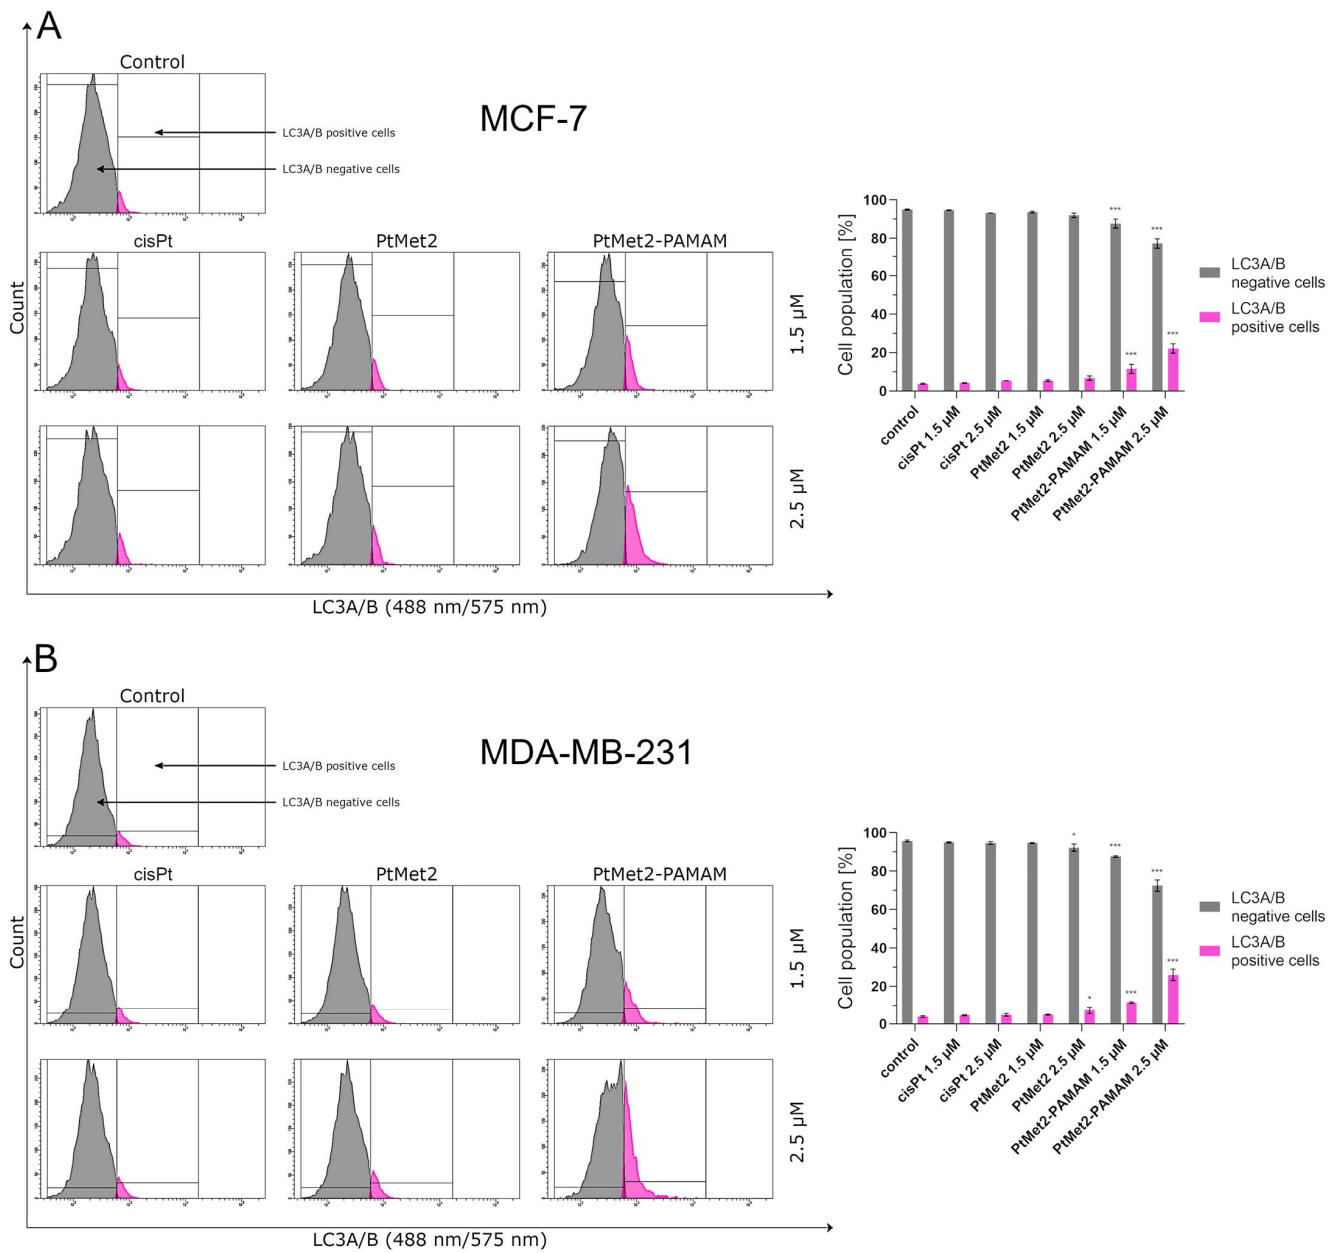 A
Control
MCF-7
LC3A/B positive cells
LC3A/B negative cells
cisPt
PtMet2
PtMet2-PAMAM
1.5 µM
2.5 µM
Count
LC3A/B (488 nm/575 nm)
Cell population [%]
100
80
60
40
20
0
***
***
***
***
control
cisPt 1.5 µM
cisPt 2.5 µM
PtMet2 1.5 µM
PtMet2 2.5 µM
PtMet2-PAMAM 1.5 µM
PtMet2-PAMAM 2.5 µM
LC3A/B
negative cells
LC3A/B
positive cells
B
Control
MDA-MB-231
LC3A/B positive cells
LC3A/B negative cells
cisPt
PtMet2
PtMet2-PAMAM
1.5 µM
2.5 µM
Count
LC3A/B (488 nm/575 nm)
Cell population [%]
100
80
60
40
20
0
*
***
***
*
***
***
control
cisPt 1.5 µM
cisPt 2.5 µM
PtMet2 1.5 µM
PtMet2 2.5 µM
PtMet2-PAMAM 1.5 µM
PtMet2-PAMAM 2.5 µM
LC3A/B
negative cells
LC3A/B
positive cells